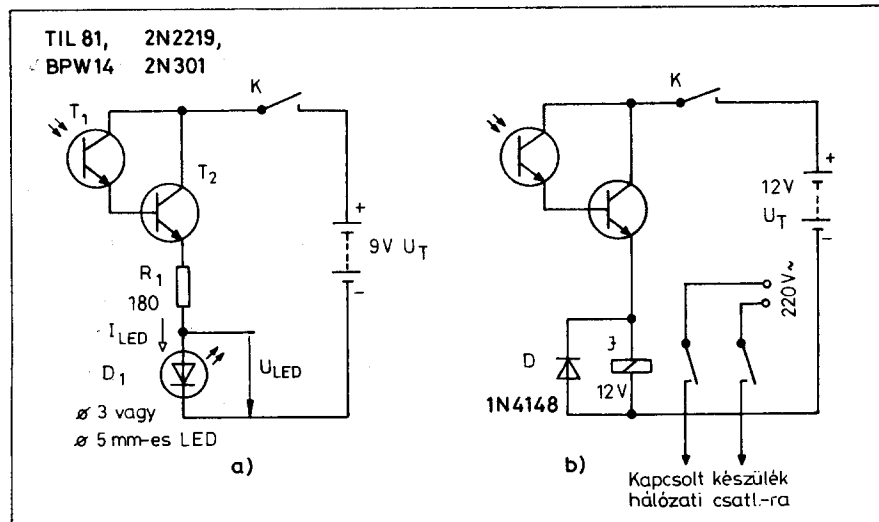 TIL 81, 2N2219,
BPW14 2N301
T1
T2
K
+
9V UT
-
R1
180
ILED
D1
ULED
ø 3 vagy
ø 5 mm-es LED
a)
K
+
12V
UT
-
220V~
D
J
12V
1N4148
b)
Kapcsolt készülék
hálózati csatl.-ra